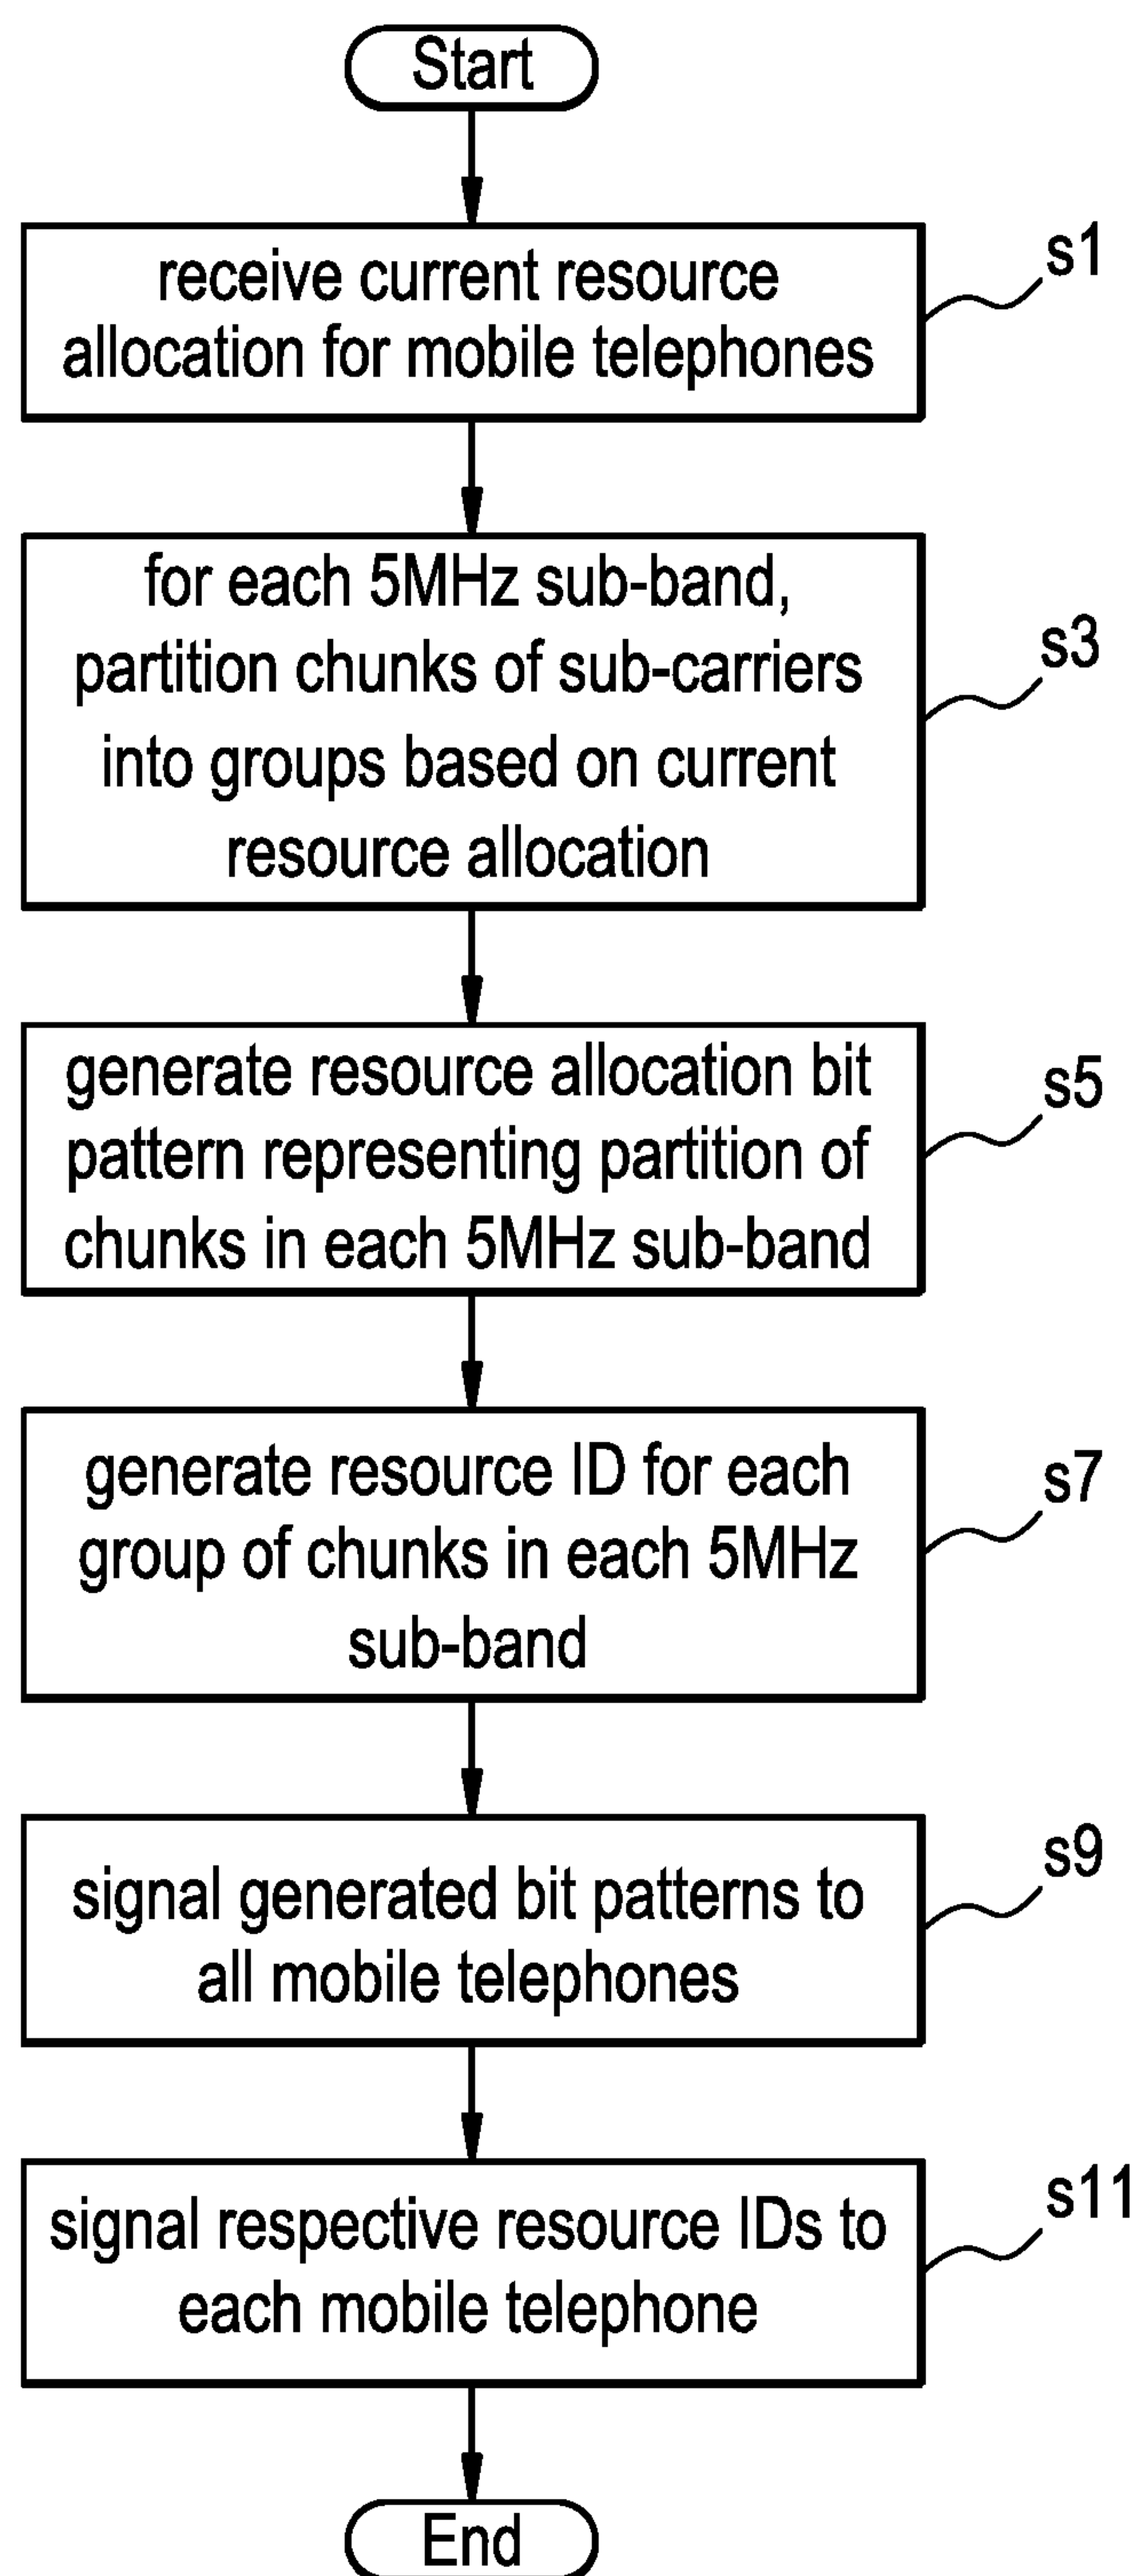 Start
receive current resource
allocation for mobile telephones
s1
for each 5MHz sub-band,
partition chunks of sub-carriers
into groups based on current
resource allocation
s3
generate resource allocation bit
pattern representing partition of
chunks in each 5MHz sub-band
s5
generate resource ID for each
group of chunks in each 5MHz
sub-band
s7
signal generated bit patterns to
all mobile telephones
s9
signal respective resource IDs to
each mobile telephone
s11
End